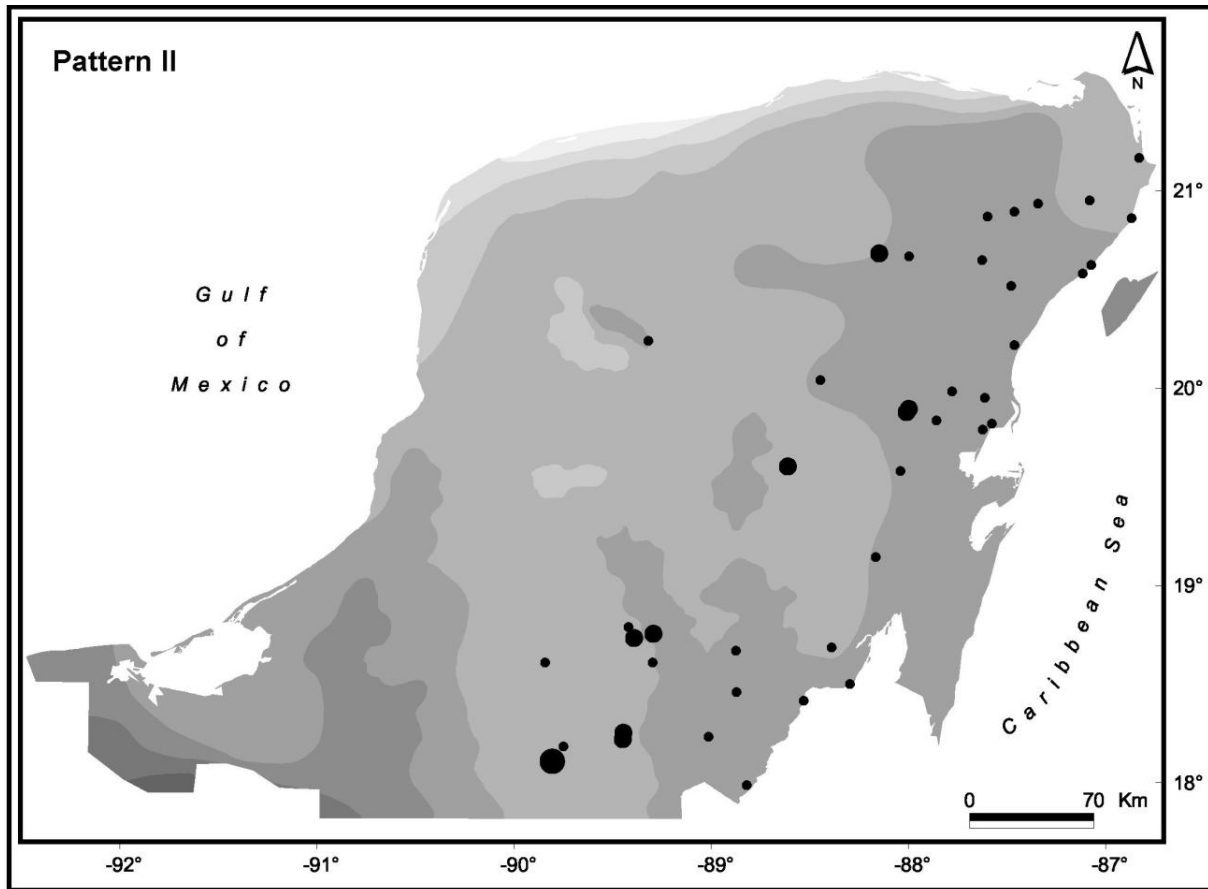 Pattern II
N
Gulf
of
Mexico
Caribbean Sea
21°
20°
19°
18°
0 70 Km
-92° -91° -90° -89° -88° -87°